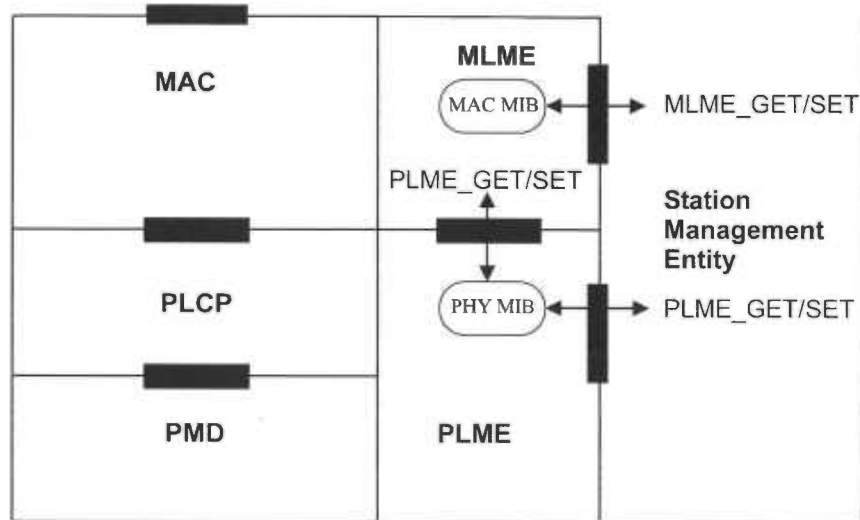 MLME
MAC
MAC MIB
MLME_GET/SET
PLME_GET/SET
Station
Management
Entity
PLCP
PHY MIB
PLME_GET/SET
PMD
PLME